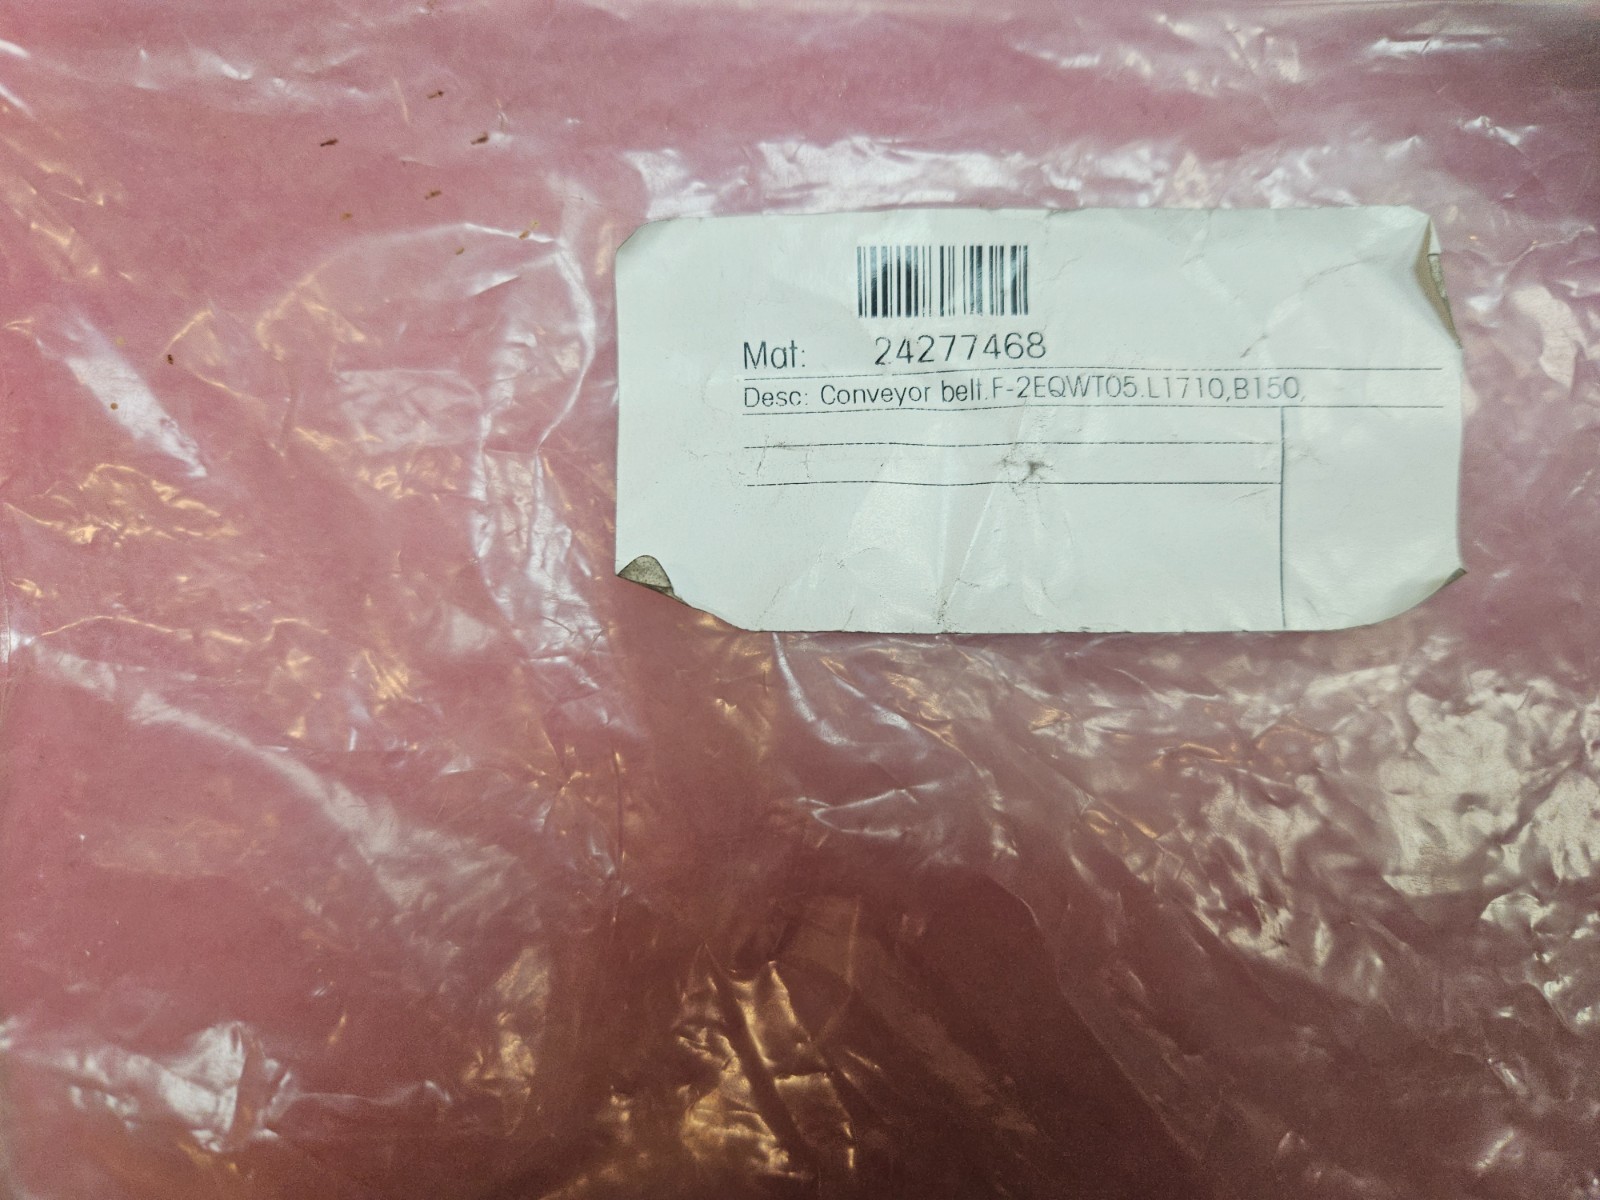 Mat: 24277468
Desc: Conveyor belt.F-2EQWT05.L1710,B150,